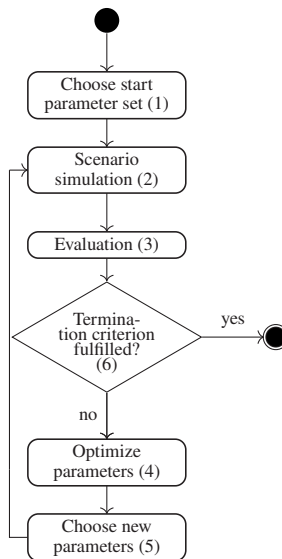 Choose start
parameter set (1)
Scenario
simulation (2)
Evaluation (3)
Termina-
tion criterion
fulfilled?
(6)
yes
no
Optimize
parameters (4)
Choose new
parameters (5)